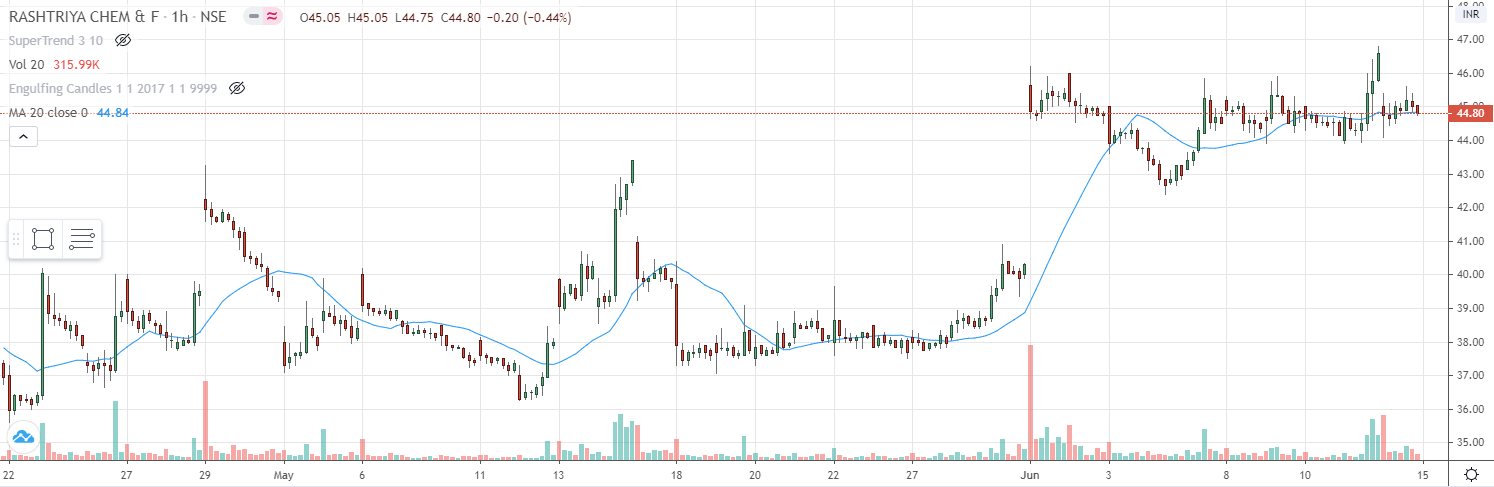 RASHTRIYA CHEM & F · 1h · NSE O45.05 H45.05 L44.75 C44.80 −0.20 (−0.44%)
SuperTrend 3 10
Vol 20 315.99K
Engulfing Candles 1 1 2017 1 1 9999
MA 20 close 0 44.84
48.00
INR
47.00
46.00
45.00
44.80
44.00
43.00
42.00
41.00
40.00
39.00
38.00
37.00
36.00
35.00
22 27 29 May 6 11 13 18 20 22 27 Jun 3 8 10 15